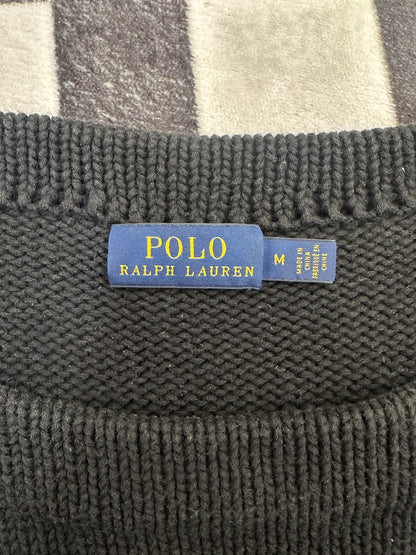 POLO
RALPH LAUREN
M
MADE IN
CHINA
FABRIQUÉ EN
CHINE